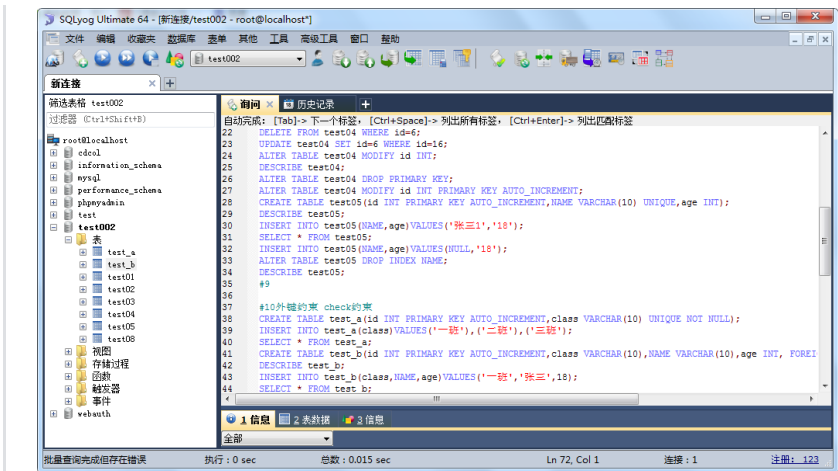 SQLyog Ultimate 64 - [新连接/test002 - root@localhost*]
文件 编辑 收藏夹 数据库 表单 其他 工具 高级工具 窗口 帮助
test002
新连接
筛选表格 test002
过滤器 (Ctrl+Shift+B)
root@localhost
cdcol
information_schema
mysql
performance_schema
phpmyadmin
test
test002
表
test_a
test_b
test01
test02
test03
test04
test05
test08
视图
存储过程
函数
触发器
事件
webauth
询问 历史记录
自动完成: [Tab]-> 下一个标签, [Ctrl+Space]-> 列出所有标签, [Ctrl+Enter]-> 列出匹配标签
22 DELETE FROM test04 WHERE id=6;
23 UPDATE test04 SET id=6 WHERE id=16;
24 ALTER TABLE test04 MODIFY id INT;
25 DESCRIBE test04;
26 ALTER TABLE test04 DROP PRIMARY KEY;
27 ALTER TABLE test04 MODIFY id INT PRIMARY KEY AUTO_INCREMENT;
28 CREATE TABLE test05(id INT PRIMARY KEY AUTO_INCREMENT,NAME VARCHAR(10) UNIQUE,age INT);
29 DESCRIBE test05;
30 INSERT INTO test05(NAME,age)VALUES('张三1','18');
31 SELECT * FROM test05;
32 INSERT INTO test05(NAME,age)VALUES(NULL,'18');
33 ALTER TABLE test05 DROP INDEX NAME;
34 DESCRIBE test05;
35 #9
36
37 #10外键约束 check约束
38 CREATE TABLE test_a(id INT PRIMARY KEY AUTO_INCREMENT,class VARCHAR(10) UNIQUE NOT NULL);
39 INSERT INTO test_a(class)VALUES('一班'),('二班'),('三班');
40 SELECT * FROM test_a;
41 CREATE TABLE test_b(id INT PRIMARY KEY AUTO_INCREMENT,class VARCHAR(10),NAME VARCHAR(10),age INT, FOREI
42 DESCRIBE test_b;
43 INSERT INTO test_b(class,NAME,age)VALUES('一班','张三',18);
44 SELECT * FROM test_b;
1 信息 2 表数据 3 信息
全部
批量查询完成但存在错误 执行:0 sec 总数:0.015 sec Ln 72, Col 1 连接:1 注册: 123